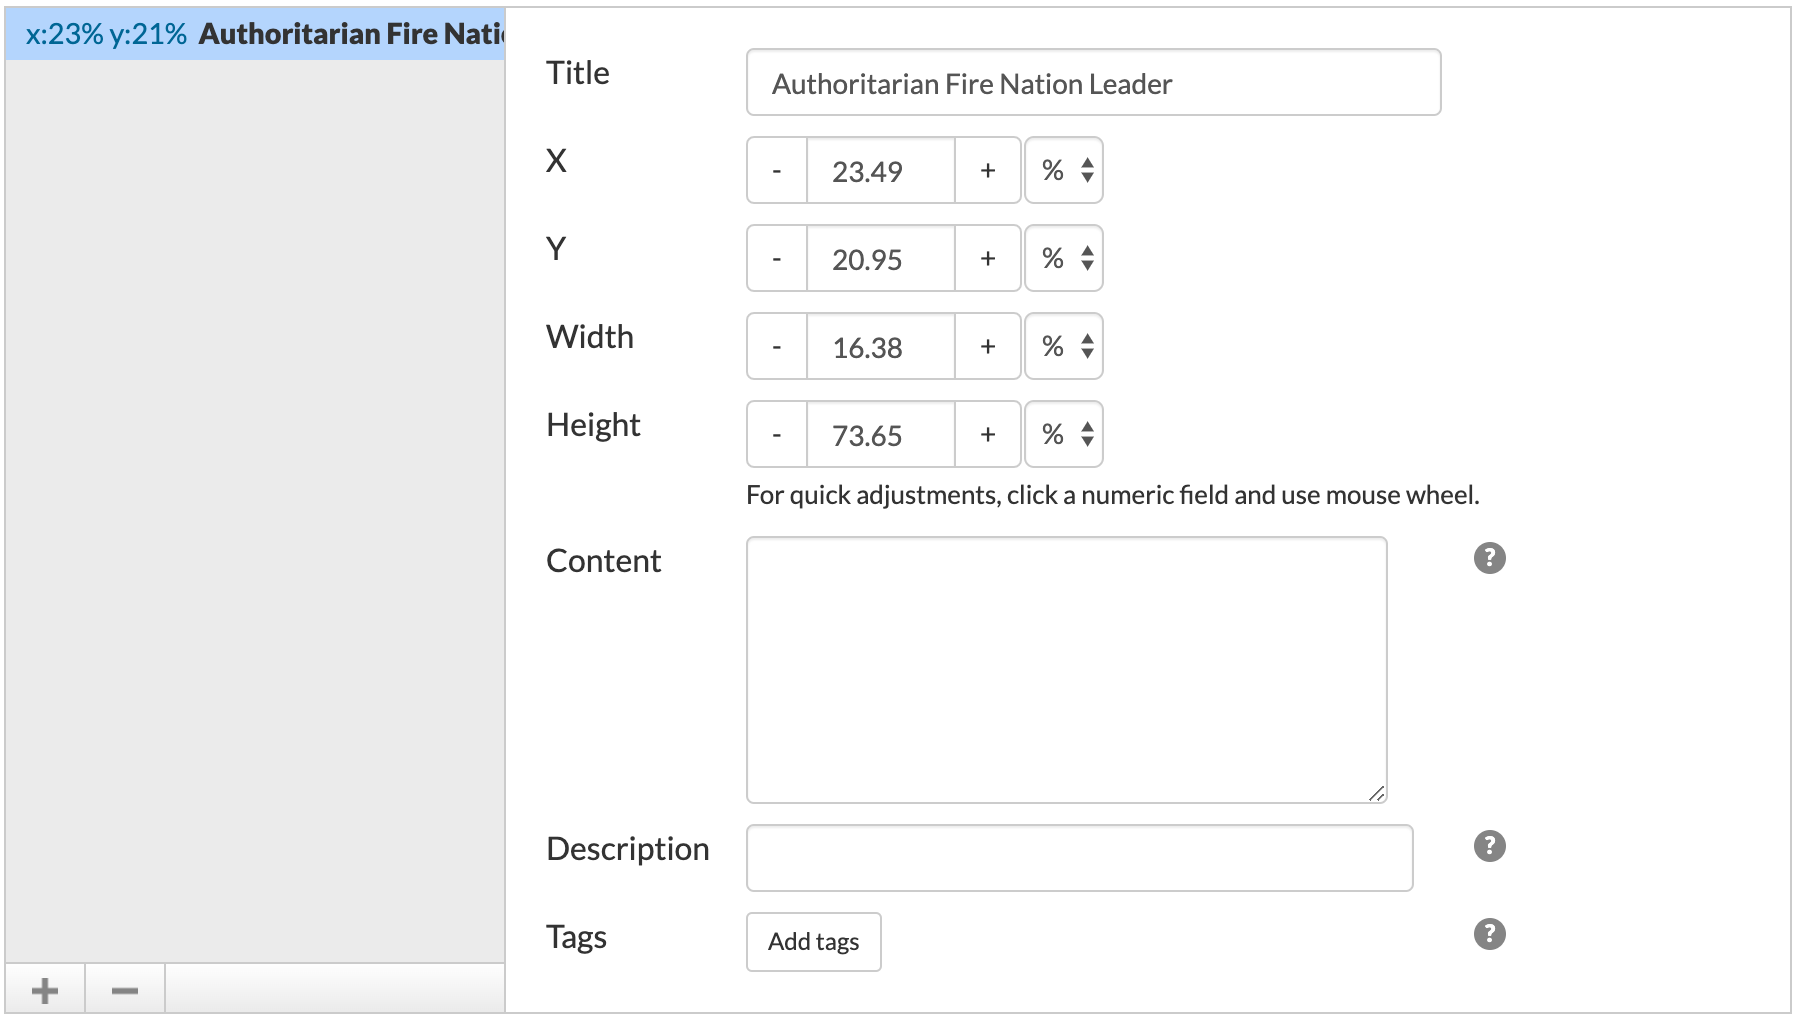 x:23% y:21% Authoritarian Fire Nati
Title
Authoritarian Fire Nation Leader
X
- 23.49 + %
Y
- 20.95 + %
Width
- 16.38 + %
Height
- 73.65 + %
For quick adjustments, click a numeric field and use mouse wheel.
Content
?
Description
?
Tags
Add tags
?